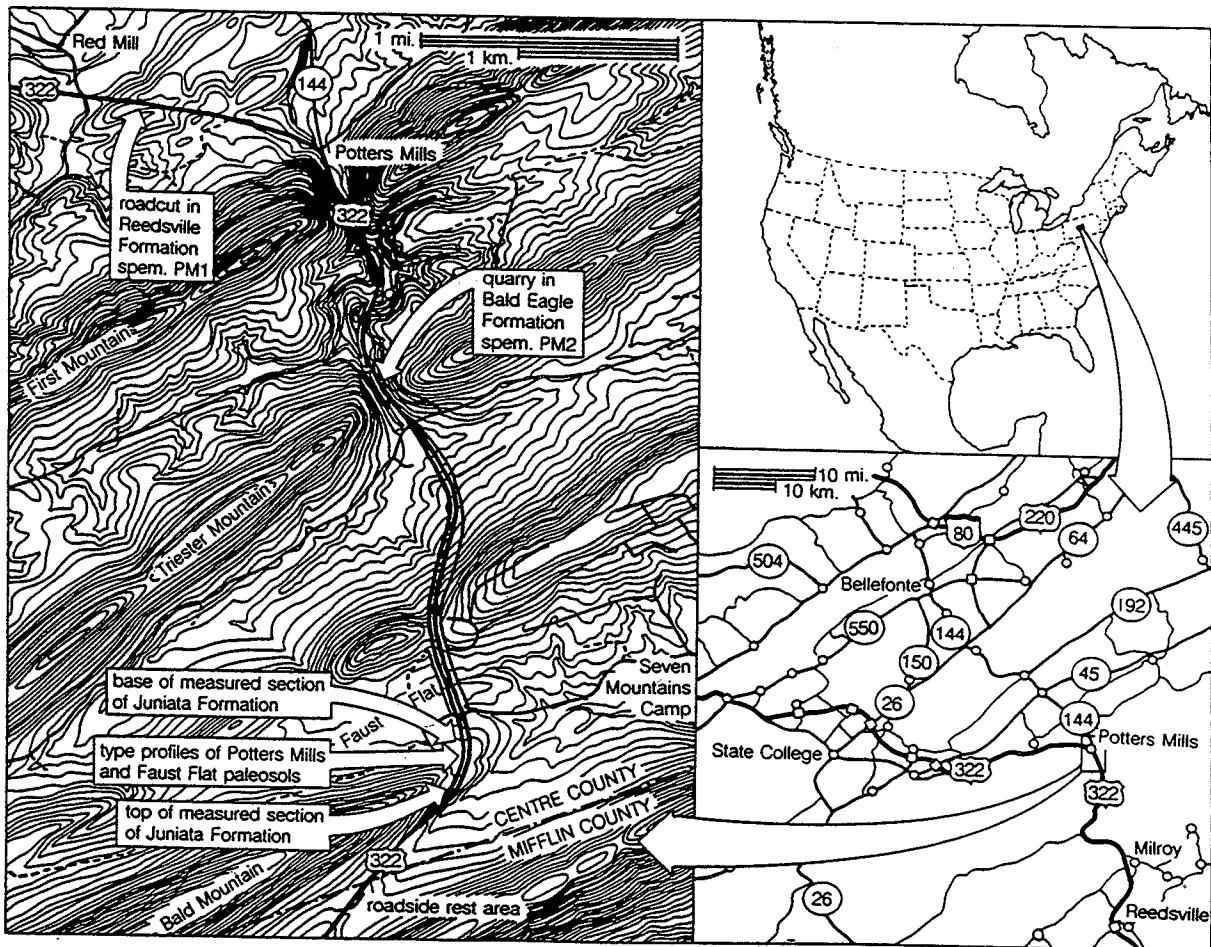 Red Mill
1 mi.
1 km.
322
144
Potters Mills
322
roadcut in
Reedsville
Formation
spem. PM1
quarry in
Bald Eagle
Formation
spem. PM2
First Mountain
Triester Mountain
base of measured section
of Juniata Formation
Faust Flat
Seven
Mountains
Camp
type profiles of Potters Mills
and Faust Flat paleosols
top of measured section
of Juniata Formation
CENTRE COUNTY
MIFFLIN COUNTY
322
Bald Mountain
roadside rest area
10 mi.
10 km.
80
220
64
445
504
Bellefonte
192
550
144
150
45
26
144
State College
Potters Mills
322
322
Milroy
26
Reedsville